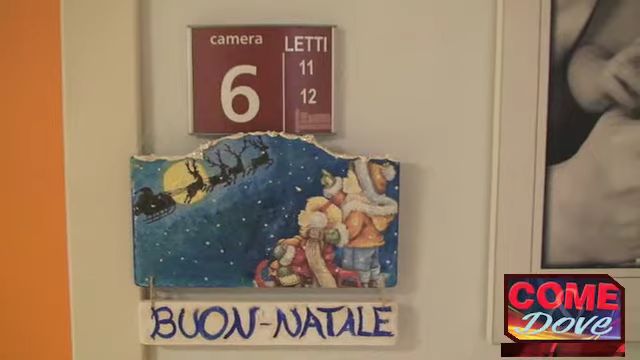 camera
6
LETTI
11
12
BUON-NATALE
COME
Dove